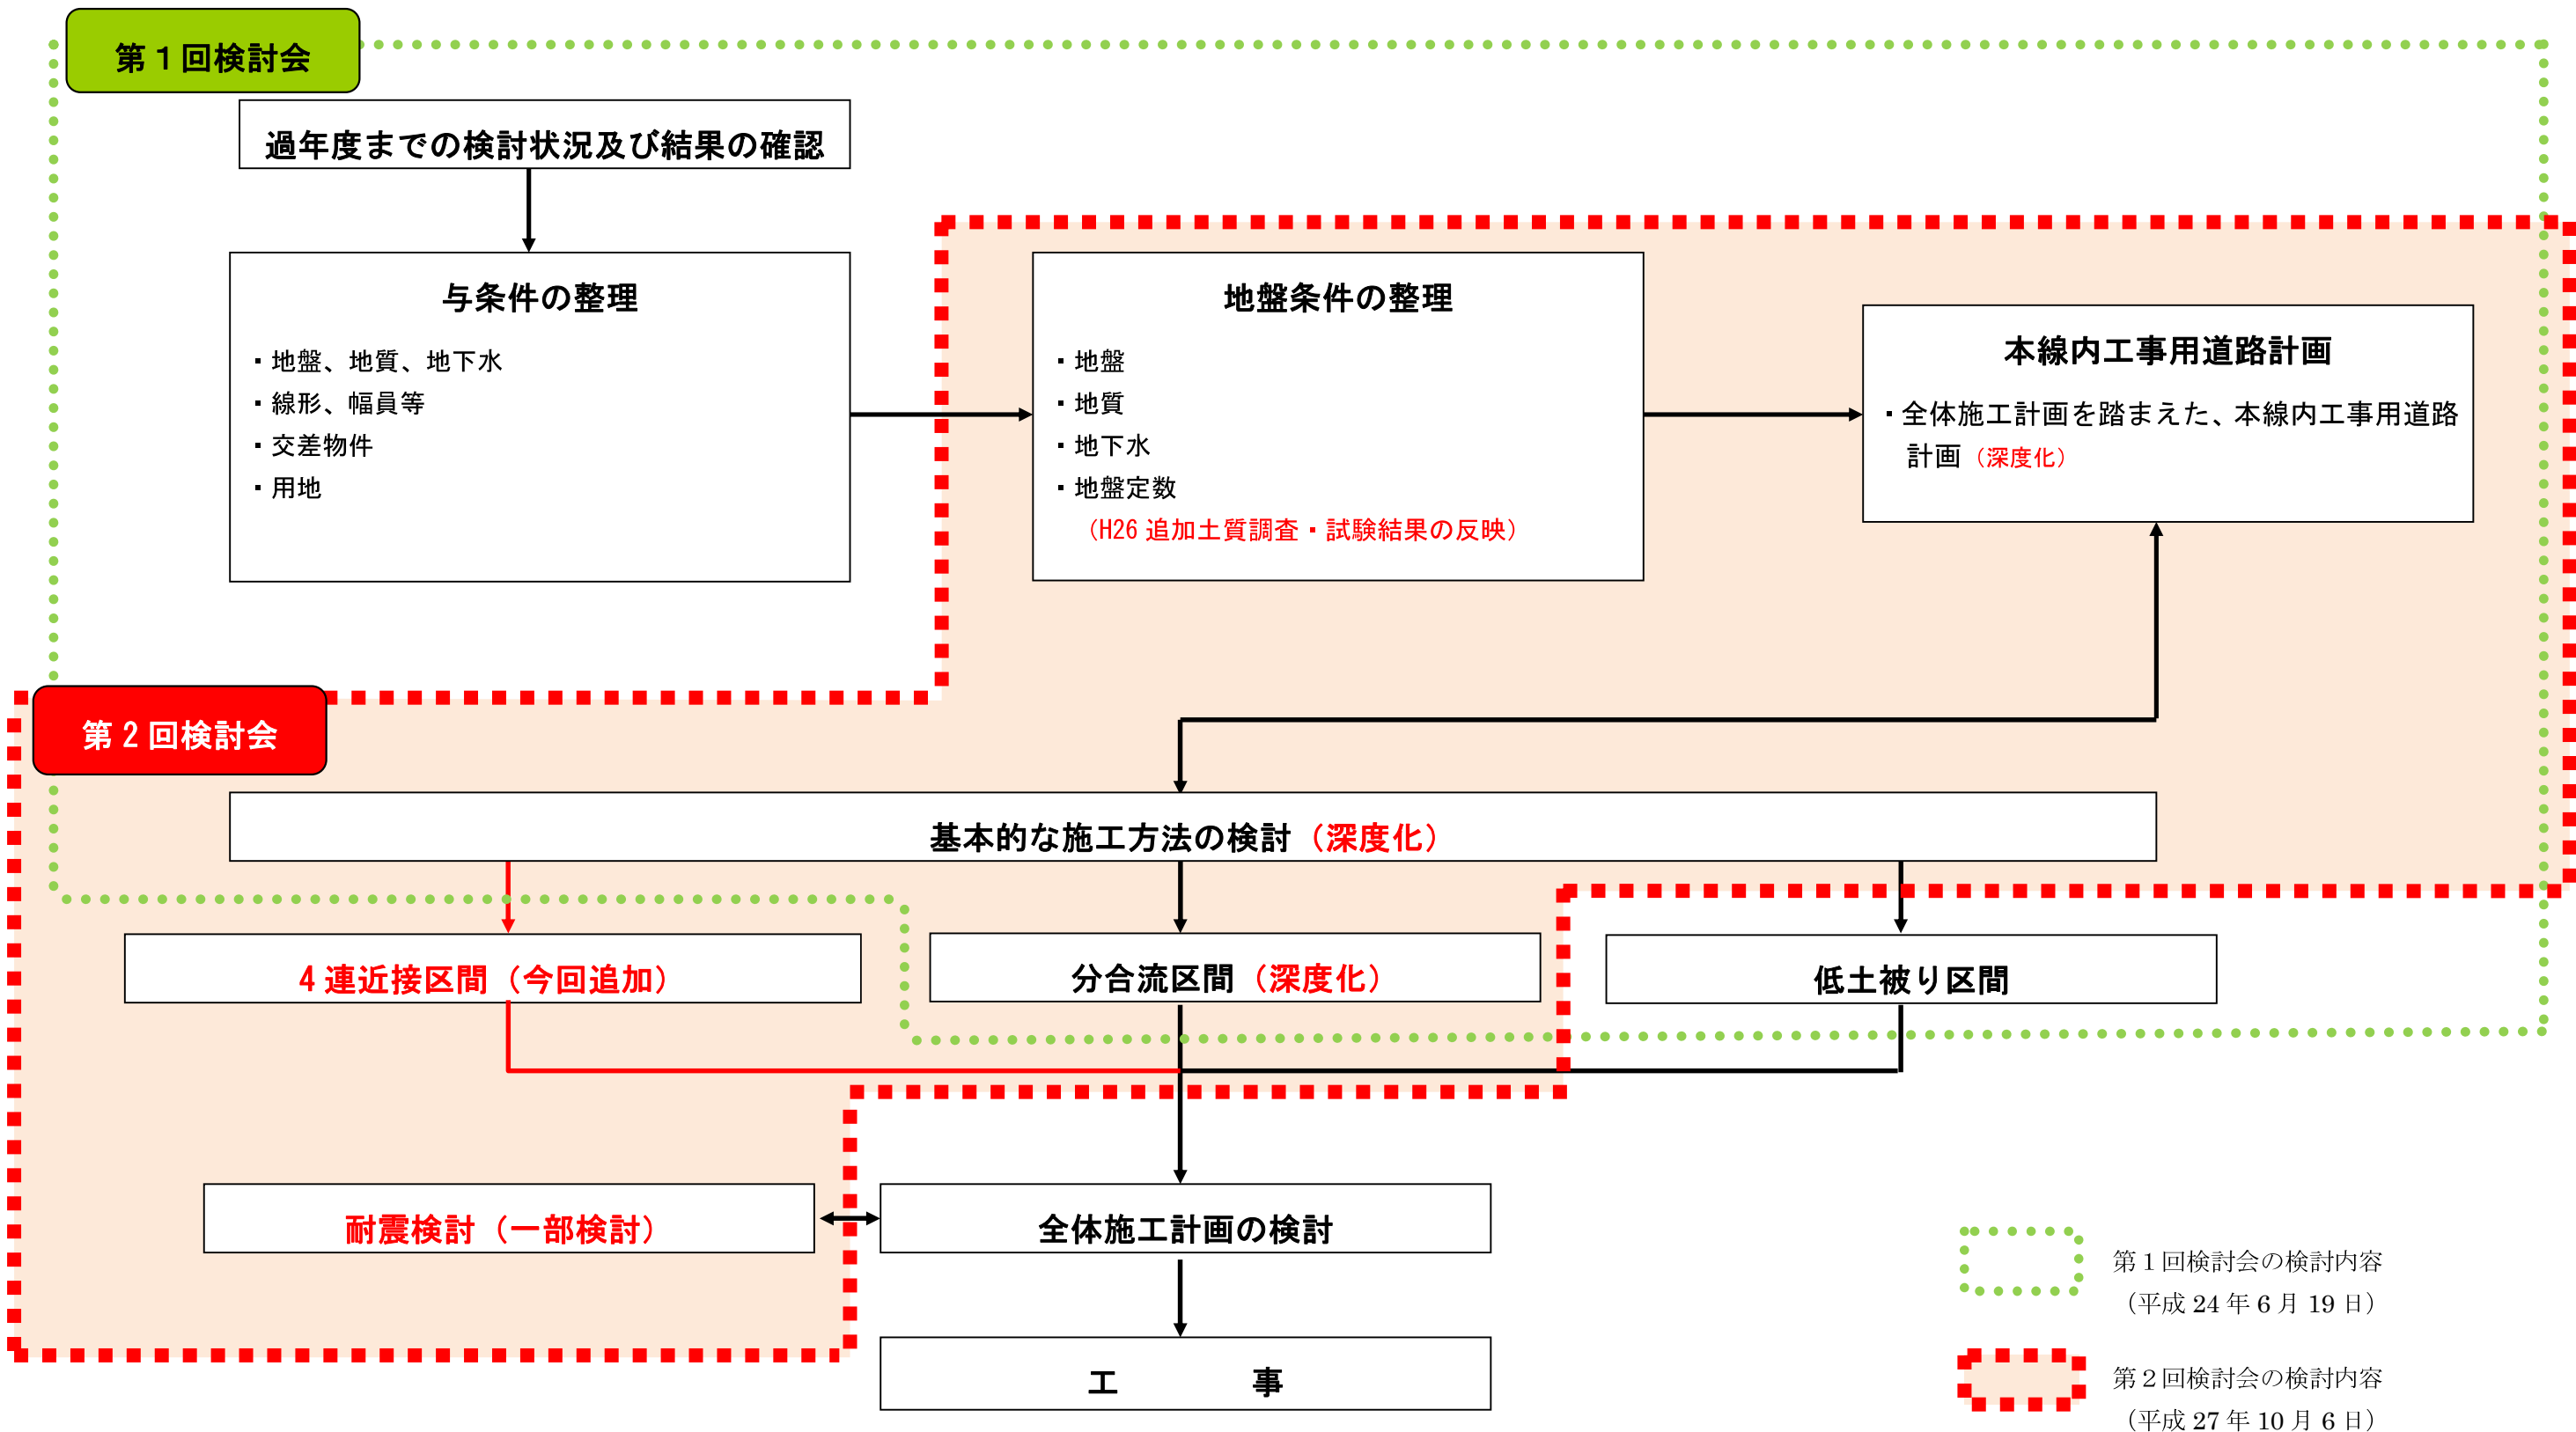 第１回検討会
過年度までの検討状況及び結果の確認
与条件の整理
・地盤、地質、地下水
・線形、幅員等
・交差物件
・用地
地盤条件の整理
・地盤
・地質
・地下水
・地盤定数
（H26 追加土質調査・試験結果の反映）
本線内工事用道路計画
・全体施工計画を踏まえた、本線内工事用道路
計画（深度化）
第２回検討会
基本的な施工方法の検討（深度化）
４連近接区間（今回追加）
分合流区間（深度化）
低土被り区間
耐震検討（一部検討）
全体施工計画の検討
工　　　　事
第１回検討会の検討内容
（平成 24 年 6 月 19 日）
第２回検討会の検討内容
（平成 27 年 10 月 6 日）